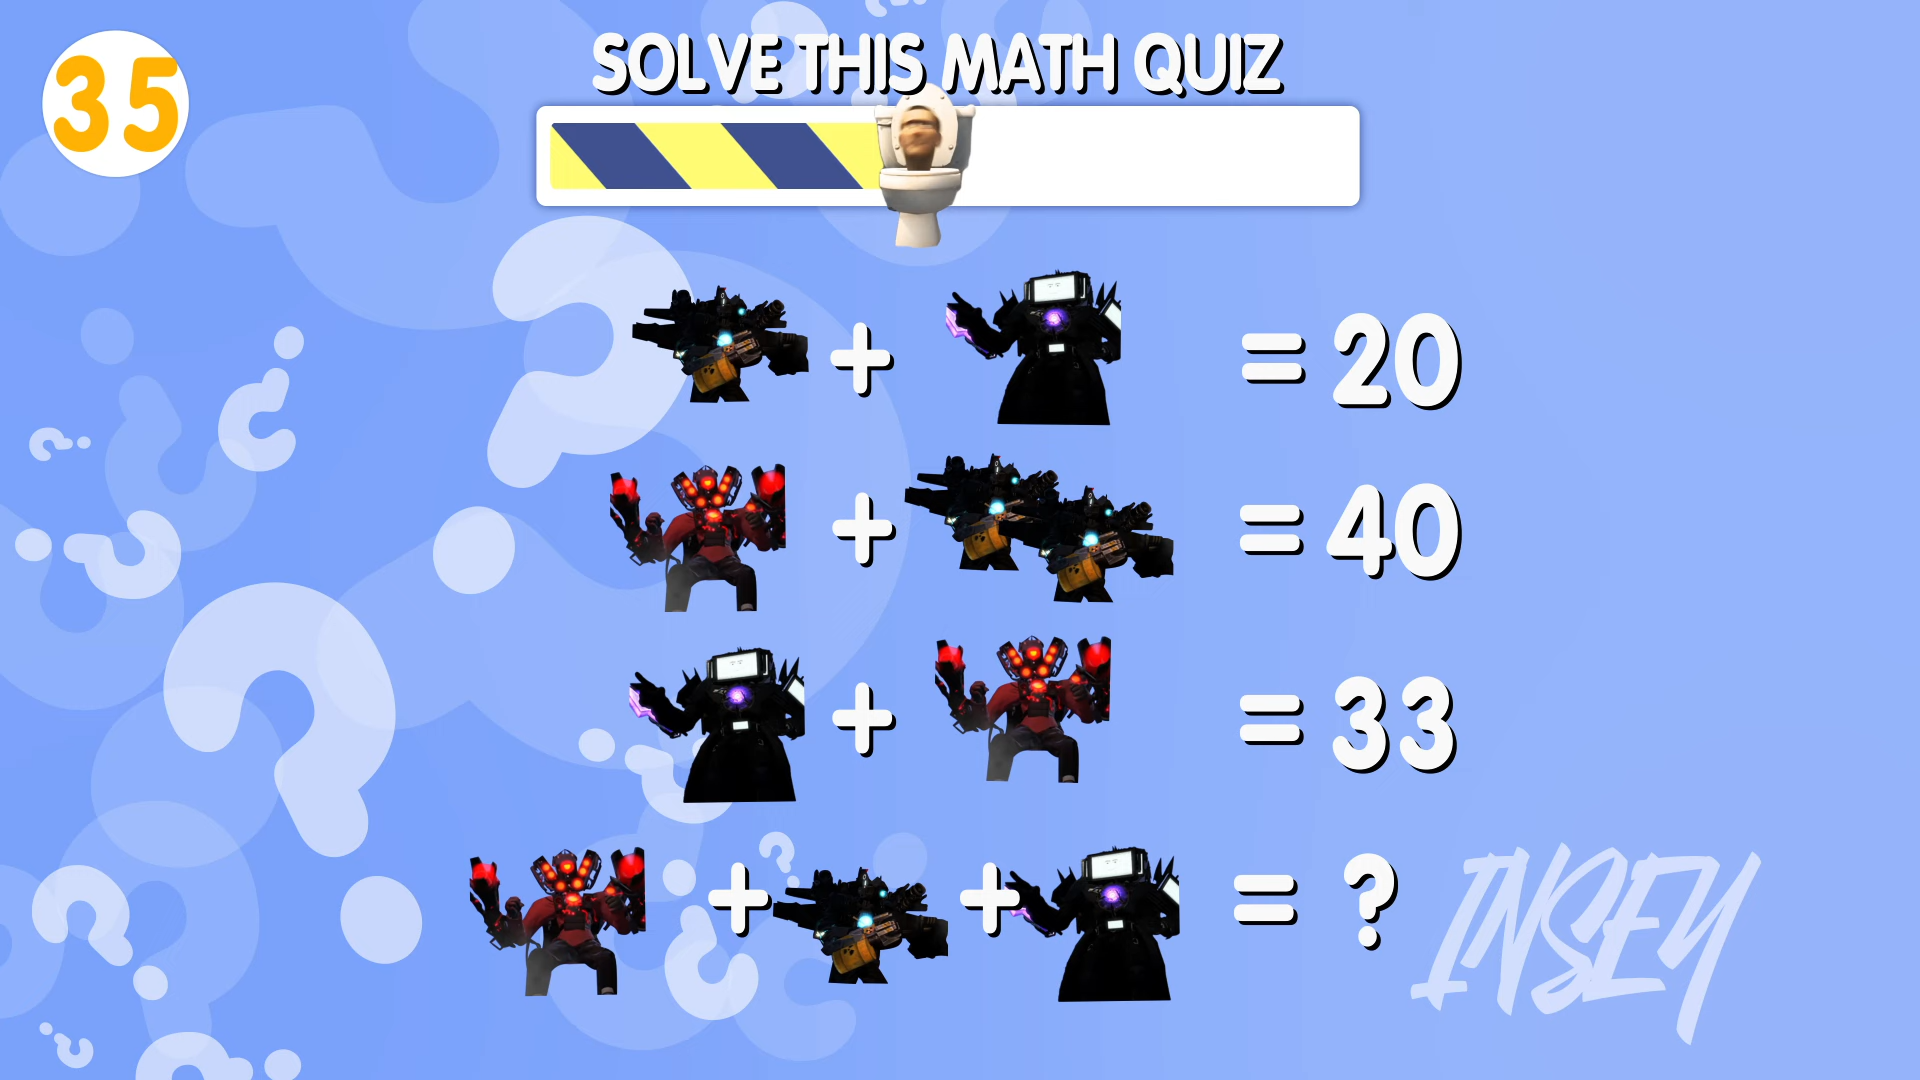 35
SOLVE THIS MATH QUIZ
+ = 20
+ = 40
+ = 33
+ + = ?
INSEY